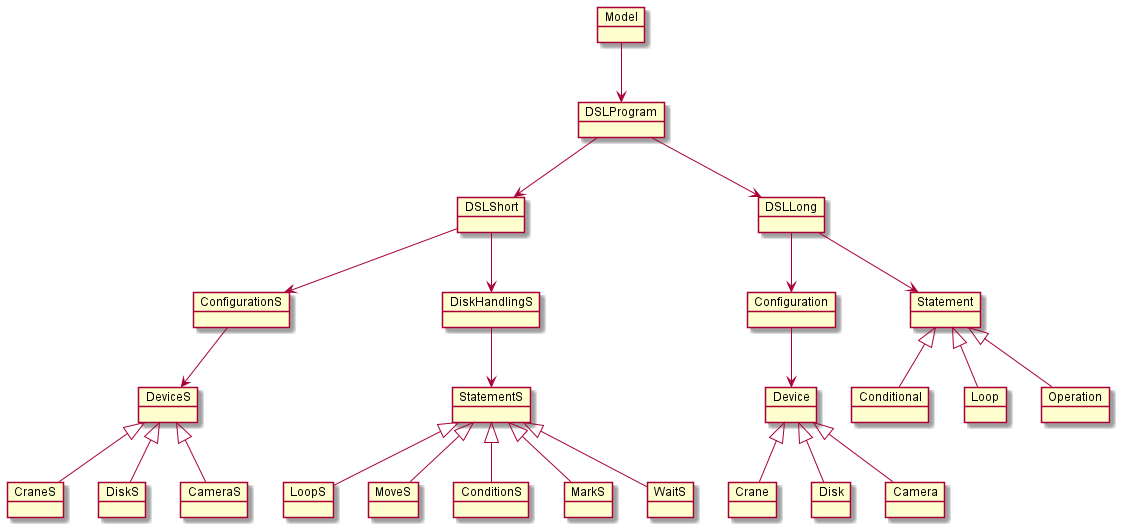 Model
DSLProgram
DSLShort
DSLLong
ConfigurationS
DiskHandlingS
Configuration
Statement
DeviceS
StatementS
Device
Conditional
Loop
Operation
CraneS
DiskS
CameraS
LoopS
MoveS
ConditionS
MarkS
WaitS
Crane
Disk
Camera